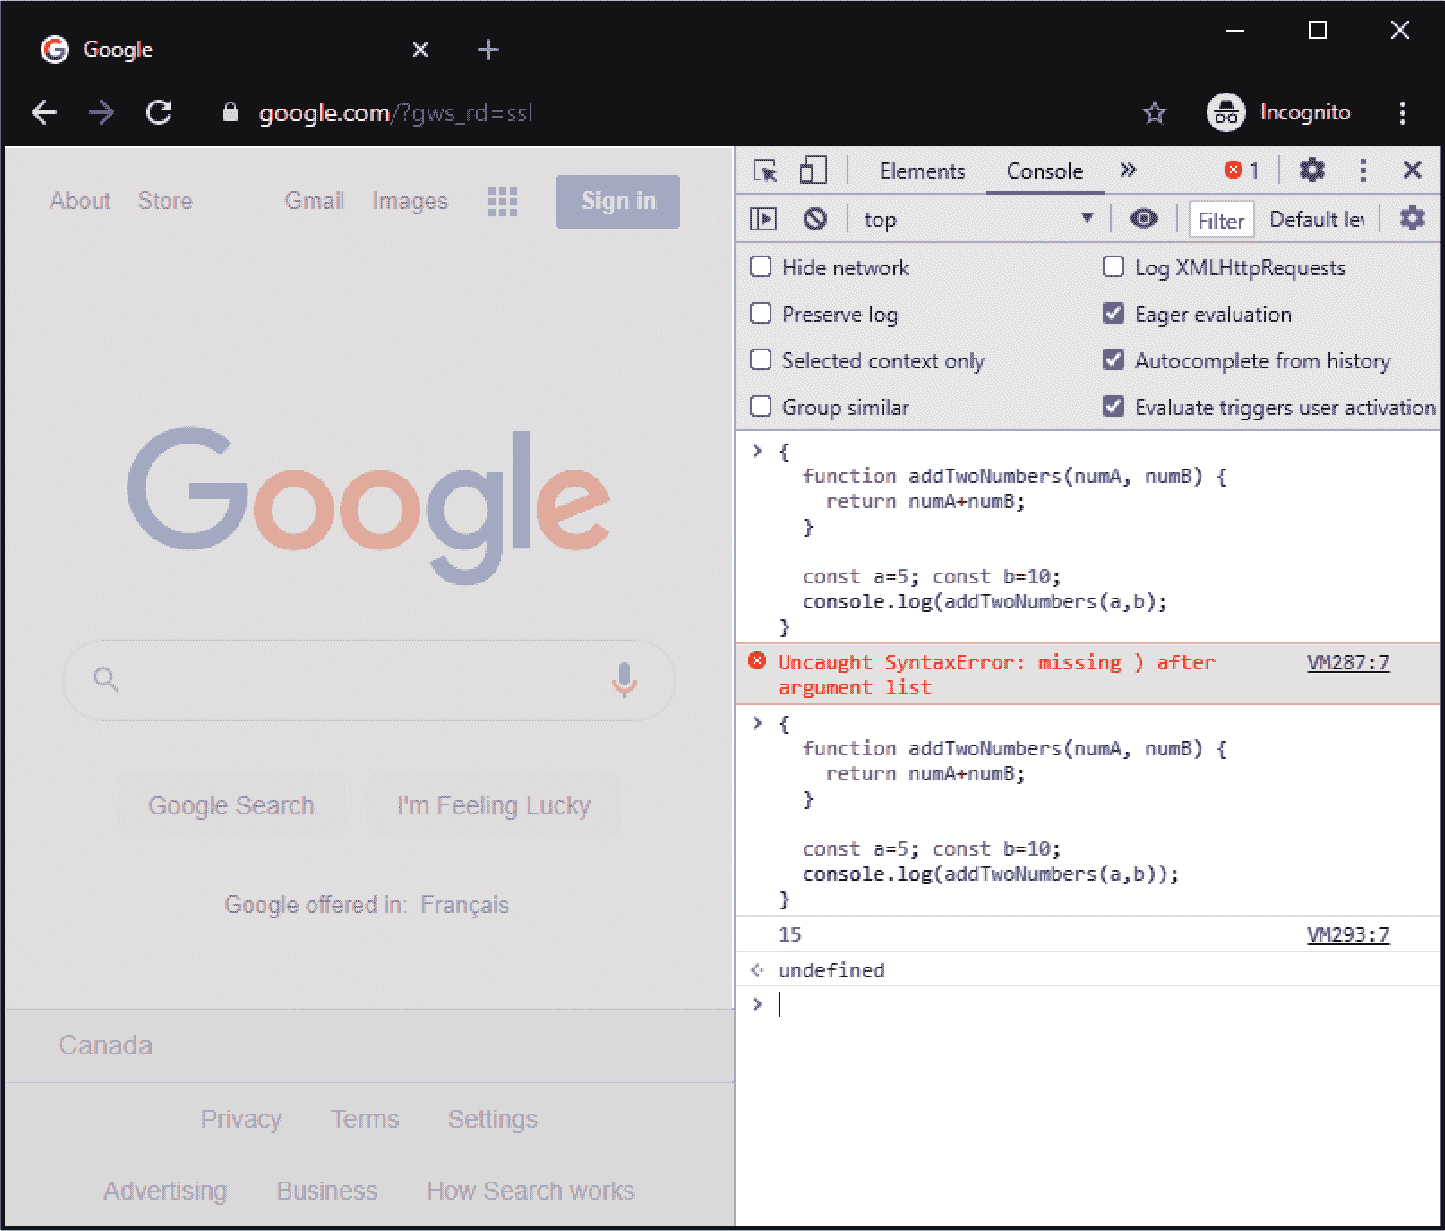 Google
google.com/?gws_rd=ssl
Incognito
About Store Gmail Images Sign in
Google
Google Search I'm Feeling Lucky
Google offered in: Français
Canada
Privacy Terms Settings
Advertising Business How Search works
Elements Console 1
top Filter Default lev
Hide network Log XMLHttpRequests
Preserve log Eager evaluation
Selected context only Autocomplete from history
Group similar Evaluate triggers user activation
> {
function addTwoNumbers(numA, numB) {
return numA+numB;
}
const a=5; const b=10;
console.log(addTwoNumbers(a,b);
}
Uncaught SyntaxError: missing ) after VM287:7
argument list
> {
function addTwoNumbers(numA, numB) {
return numA+numB;
}
const a=5; const b=10;
console.log(addTwoNumbers(a,b));
}
15 VM293:7
undefined
>